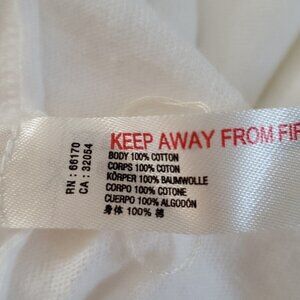 KEEP AWAY FROM FIR
BODY 100% COTTON
CORPS 100% COTON
KÖRPER 100% BAUMWOLLE
CORPO 100% COTONE
CUERPO 100% ALGODÓN
身体 100% 棉
RN : 66170
CA : 32054